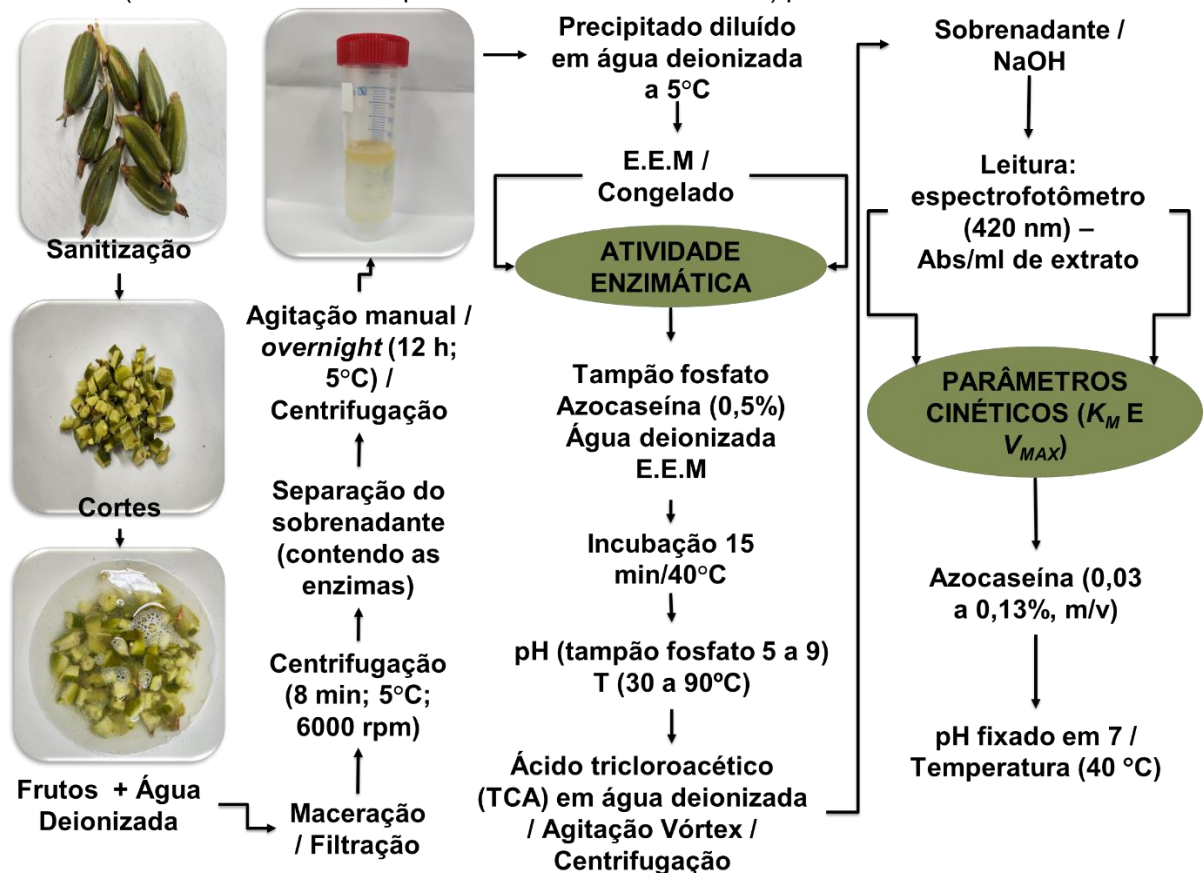 Sanitização
Cortes
Frutos + Água
Deionizada
Maceração
/ Filtração
Centrifugação
(8 min; 5°C;
6000 rpm)
Separação do
sobrenadante
(contendo as
enzimas)
Agitação manual /
overnight (12 h;
5°C) /
Centrifugação
Precipitado diluído
em água deionizada
a 5°C
E.E.M /
Congelado
ATIVIDADE
ENZIMÁTICA
Tampão fosfato
Azocaseína (0,5%)
Água deionizada
E.E.M
Incubação 15
min/40°C
pH (tampão fosfato 5 a 9)
T (30 a 90ºC)
Ácido tricloroacético
(TCA) em água deionizada
/ Agitação Vórtex /
Centrifugação
Sobrenadante /
NaOH
Leitura:
espectrofotômetro
(420 nm) –
Abs/ml de extrato
PARÂMETROS
CINÉTICOS (KM E
VMAX)
Azocaseína (0,03
a 0,13%, m/v)
pH fixado em 7 /
Temperatura (40 °C)